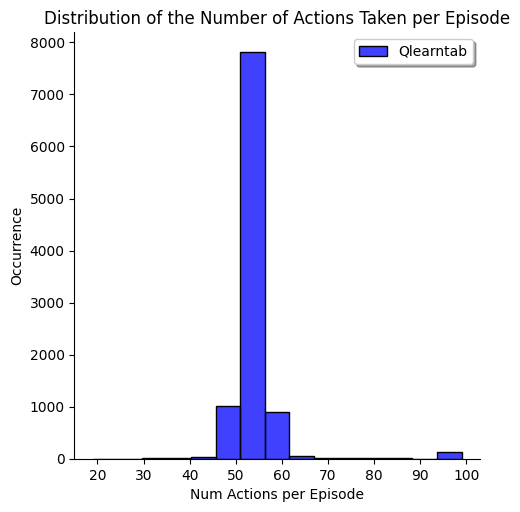 Distribution of the Number of Actions Taken per Episode
Qlearntab
8000
7000
6000
5000
4000
3000
2000
1000
0
Occurrence
20 30 40 50 60 70 80 90 100
Num Actions per Episode